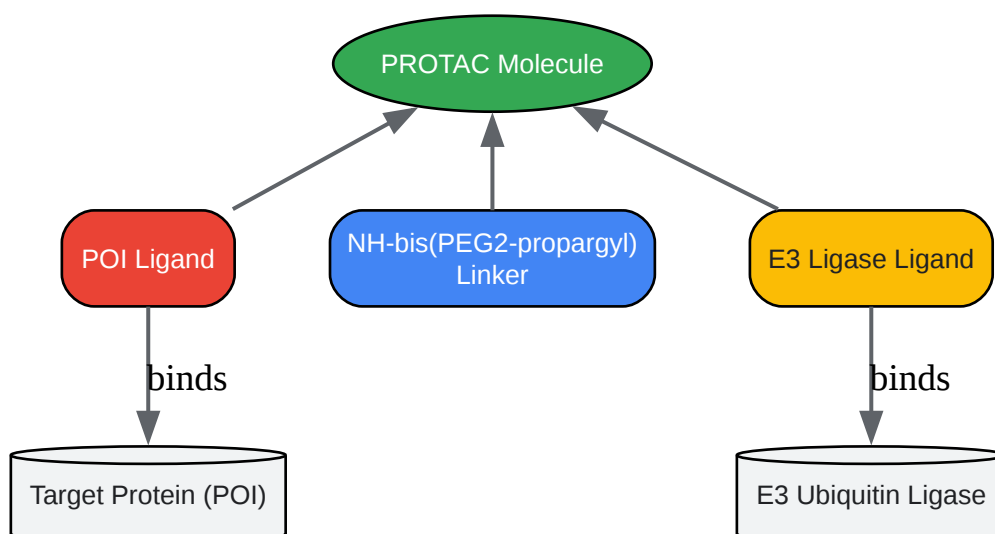 PROTAC Molecule
POI Ligand
NH-bis(PEG2-propargyl)
Linker
E3 Ligase Ligand
binds
binds
Target Protein (POI)
E3 Ubiquitin Ligase